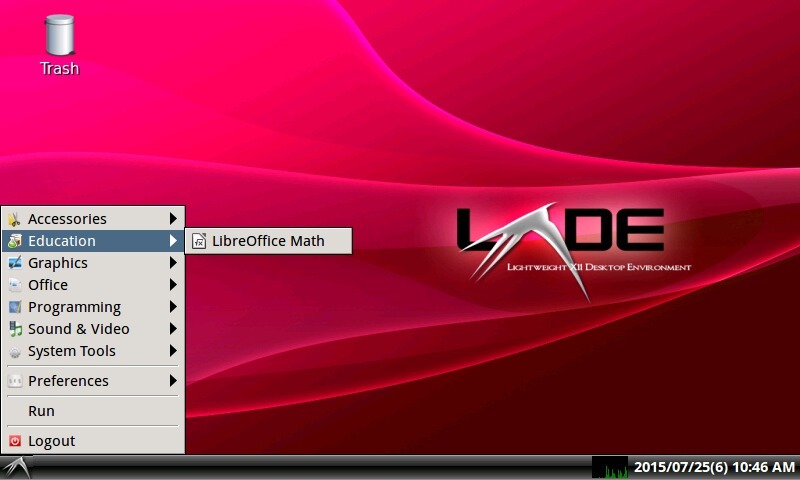 Trash
LXDE
Lightweight X11 Desktop Environment
Accessories
Education
LibreOffice Math
Graphics
Office
Programming
Sound & Video
System Tools
Preferences
Run
Logout
2015/07/25(6) 10:46 AM